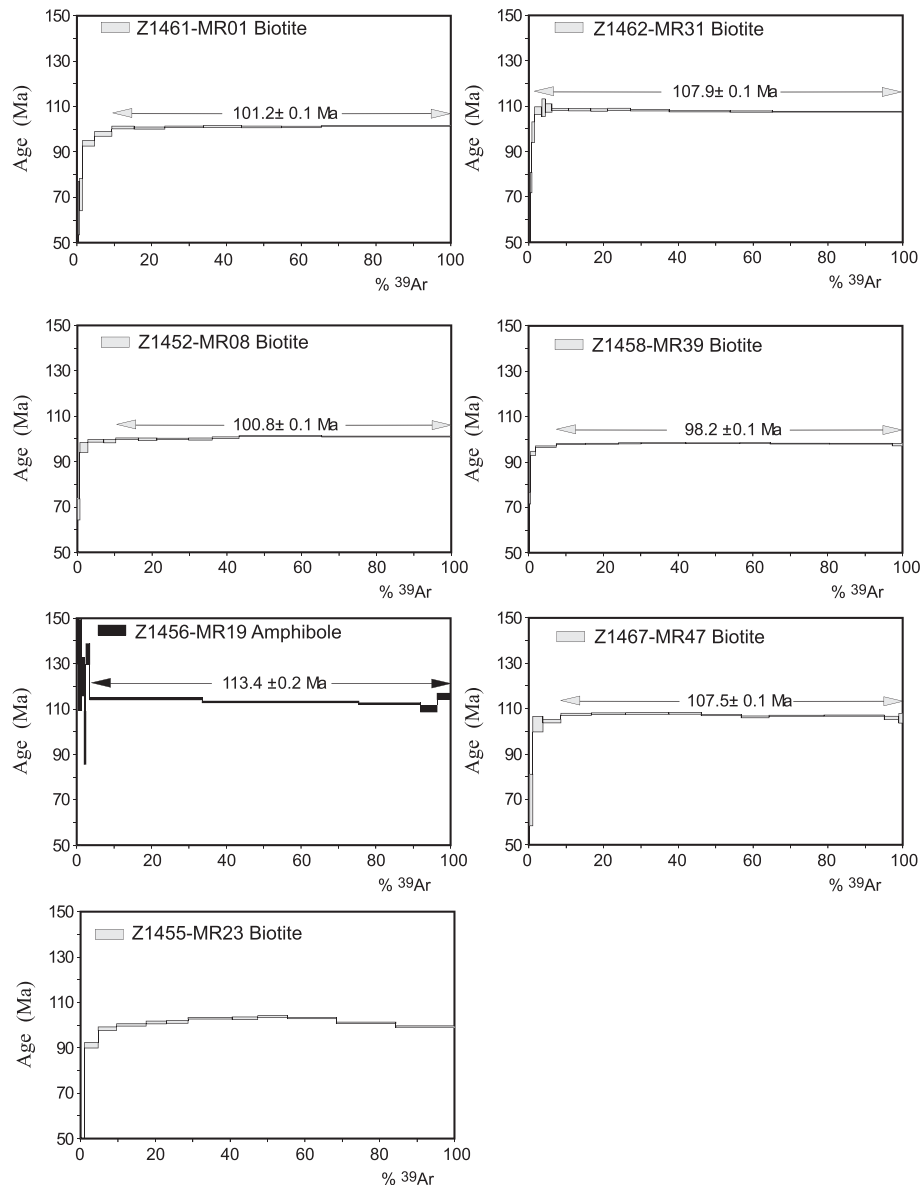 Z1461-MR01 Biotite
101.2± 0.1 Ma
Age (Ma)
150
130
110
90
70
50
0 20 40 60 80 100
% 39Ar
Z1462-MR31 Biotite
107.9± 0.1 Ma
Age (Ma)
150
130
110
90
70
50
0 20 40 60 80 100
% 39Ar
Z1452-MR08 Biotite
100.8± 0.1 Ma
Age (Ma)
150
130
110
90
70
50
0 20 40 60 80 100
% 39Ar
Z1458-MR39 Biotite
98.2 ±0.1 Ma
Age (Ma)
150
130
110
90
70
50
0 20 40 60 80 100
% 39Ar
Z1456-MR19 Amphibole
113.4 ±0.2 Ma
Age (Ma)
150
130
110
90
70
50
0 20 40 60 80 100
% 39Ar
Z1467-MR47 Biotite
107.5± 0.1 Ma
Age (Ma)
150
130
110
90
70
50
0 20 40 60 80 100
% 39Ar
Z1455-MR23 Biotite
Age (Ma)
150
130
110
90
70
50
0 20 40 60 80 100
% 39Ar